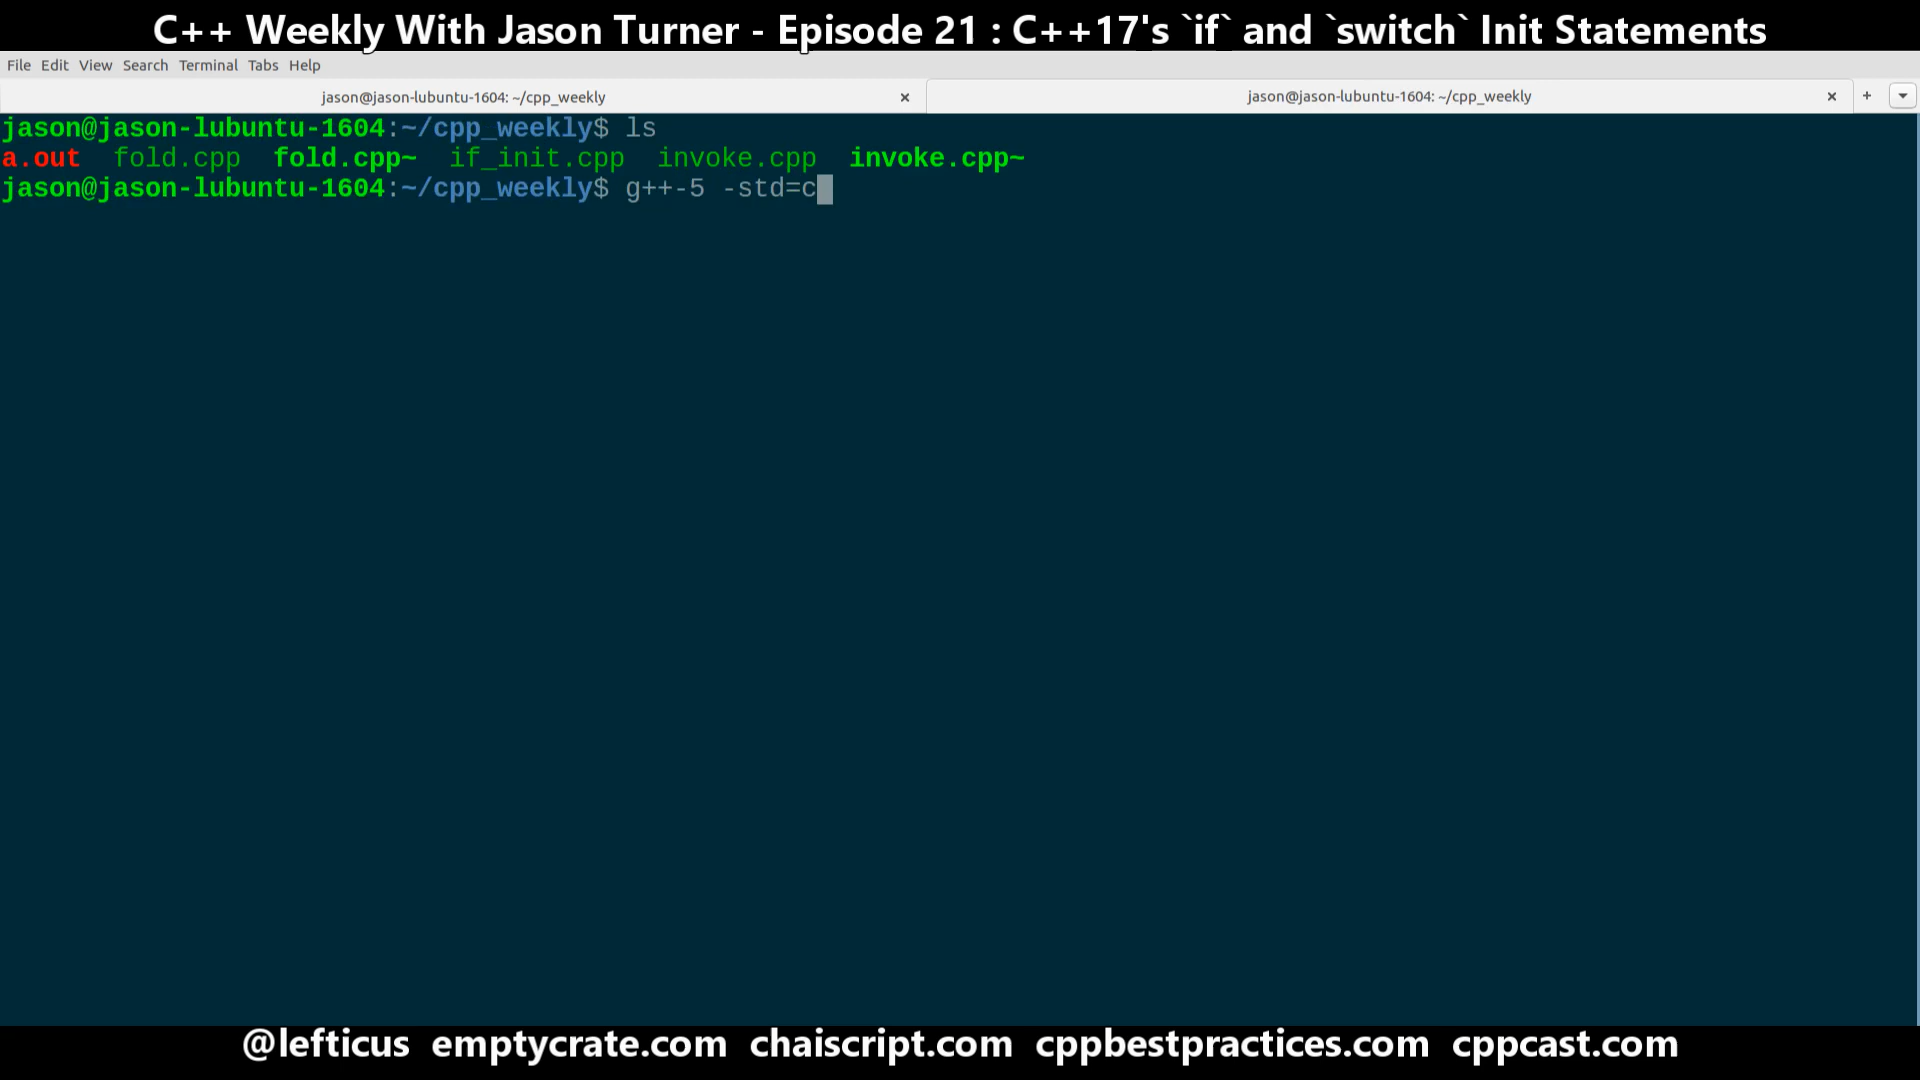 C++ Weekly With Jason Turner - Episode 21 : C++17's `if` and `switch` Init Statements
File Edit View Search Terminal Tabs Help
jason@jason-lubuntu-1604: ~/cpp_weekly × jason@jason-lubuntu-1604: ~/cpp_weekly × +
jason@jason-lubuntu-1604:~/cpp_weekly$ ls
a.out fold.cpp fold.cpp~ if_init.cpp invoke.cpp invoke.cpp~
jason@jason-lubuntu-1604:~/cpp_weekly$ g++-5 -std=c
@lefticus emptycrate.com chaiscript.com cppbestpractices.com cppcast.com